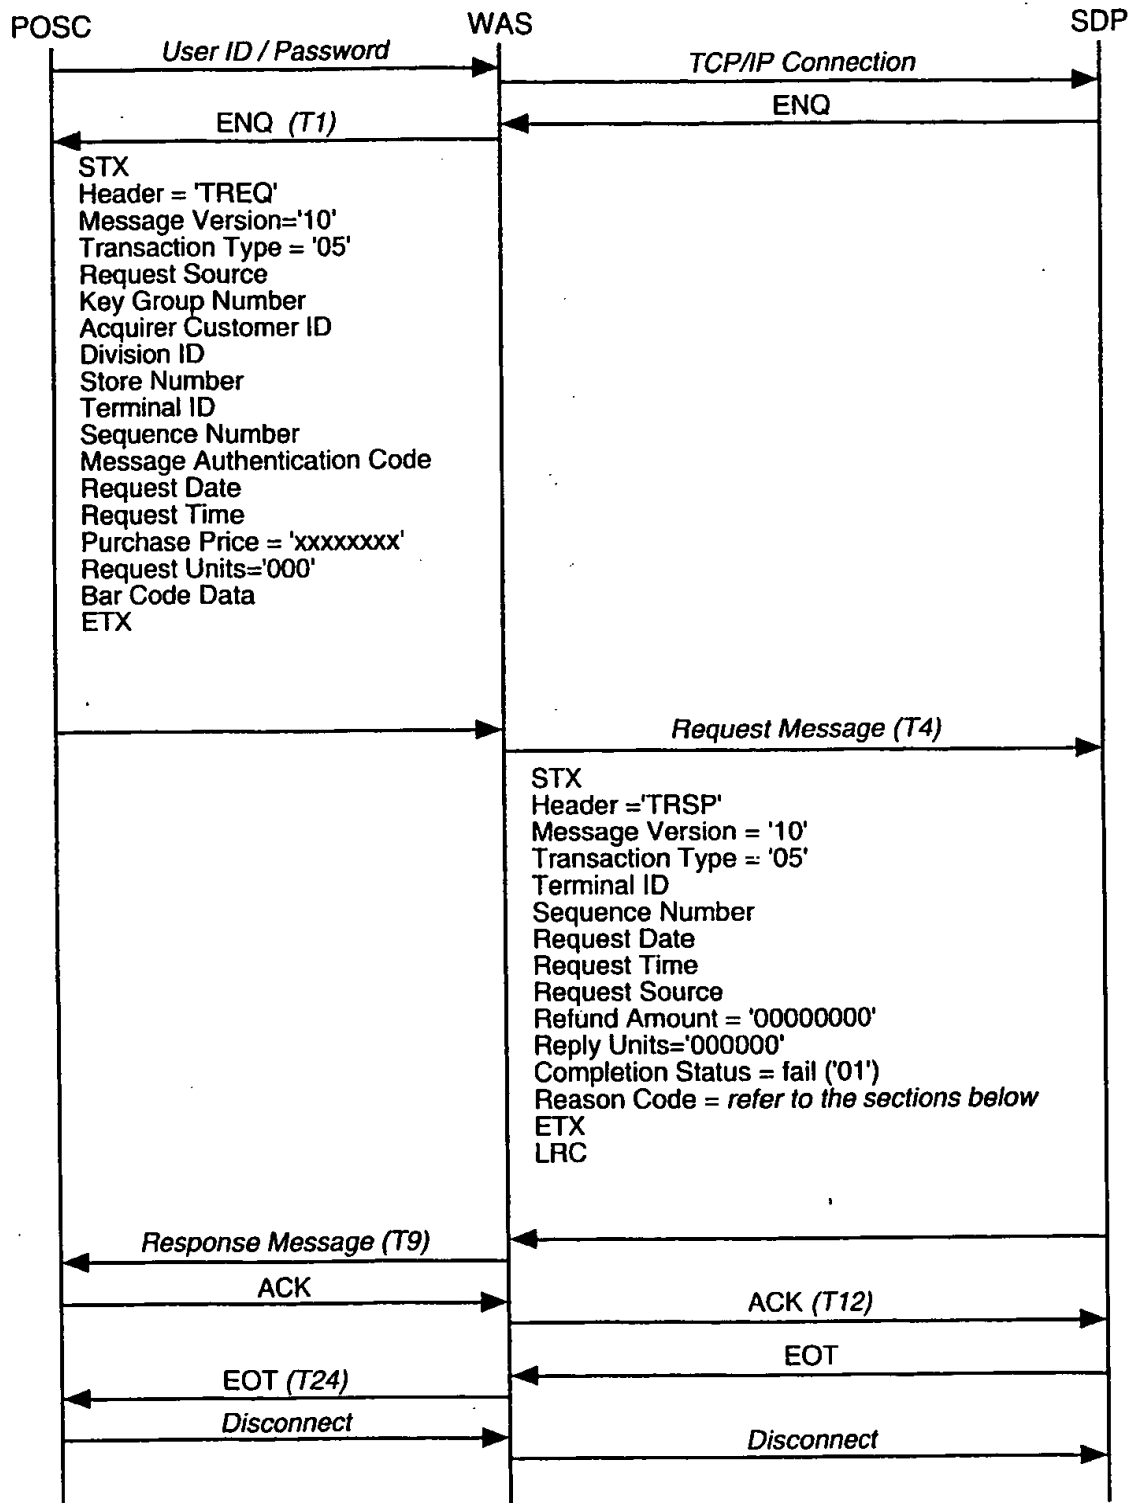 POSC WAS SDP
User ID / Password
TCP/IP Connection
ENQ
ENQ (T1)
STX
Header = 'TREQ'
Message Version='10'
Transaction Type = '05'
Request Source
Key Group Number
Acquirer Customer ID
Division ID
Store Number
Terminal ID
Sequence Number
Message Authentication Code
Request Date
Request Time
Purchase Price = 'xxxxxxxx'
Request Units='000'
Bar Code Data
ETX
Request Message (T4)
STX
Header ='TRSP'
Message Version = '10'
Transaction Type = '05'
Terminal ID
Sequence Number
Request Date
Request Time
Request Source
Refund Amount = '00000000'
Reply Units='000000'
Completion Status = fail ('01')
Reason Code = refer to the sections below
ETX
LRC
Response Message (T9)
ACK
ACK (T12)
EOT
EOT (T24)
Disconnect
Disconnect